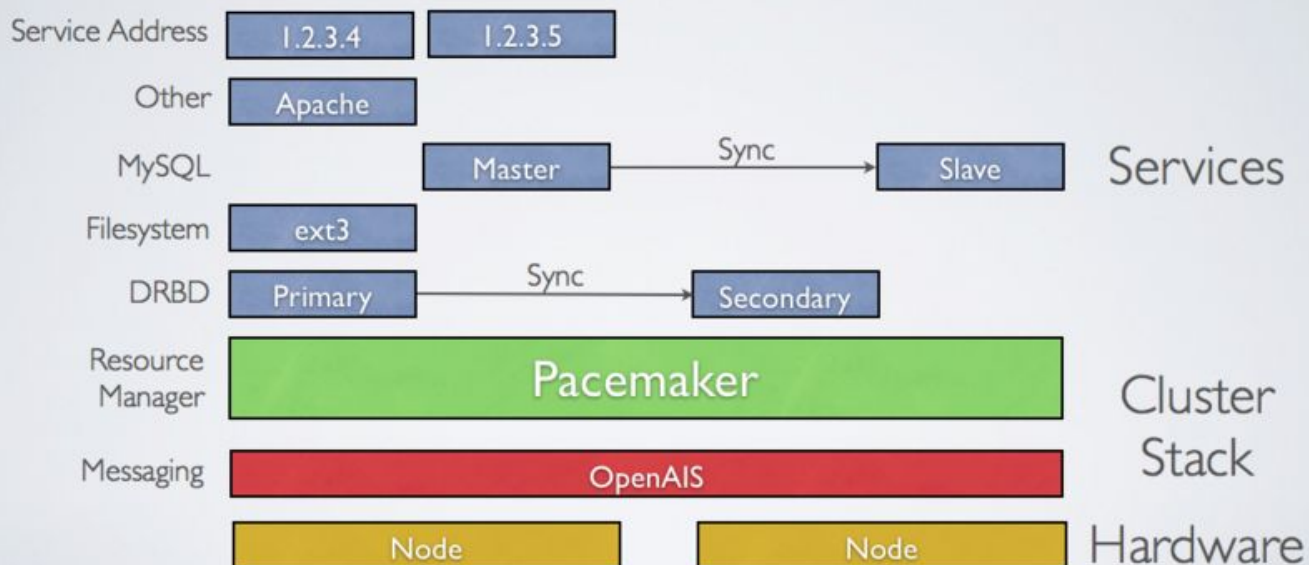 Service Address 1.2.3.4 1.2.3.5
Other Apache
MySQL Master Sync Slave Services
Filesystem ext3
DRBD Primary Sync Secondary
Resource
Manager
Pacemaker
Cluster
Stack
Messaging OpenAIS
Node Node Hardware